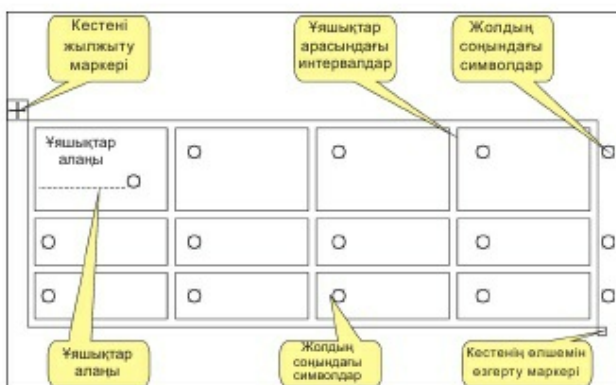 Кестені
жылжыту
маркері
Ұяшықтар
арасындағы
интервалдар
Жолдың
соңындағы
символдар
Ұяшықтар
алаңы
Ұяшықтар
алаңы
Жолдың
соңындағы
символдар
Кестенің өлшемін
өзгерту маркері